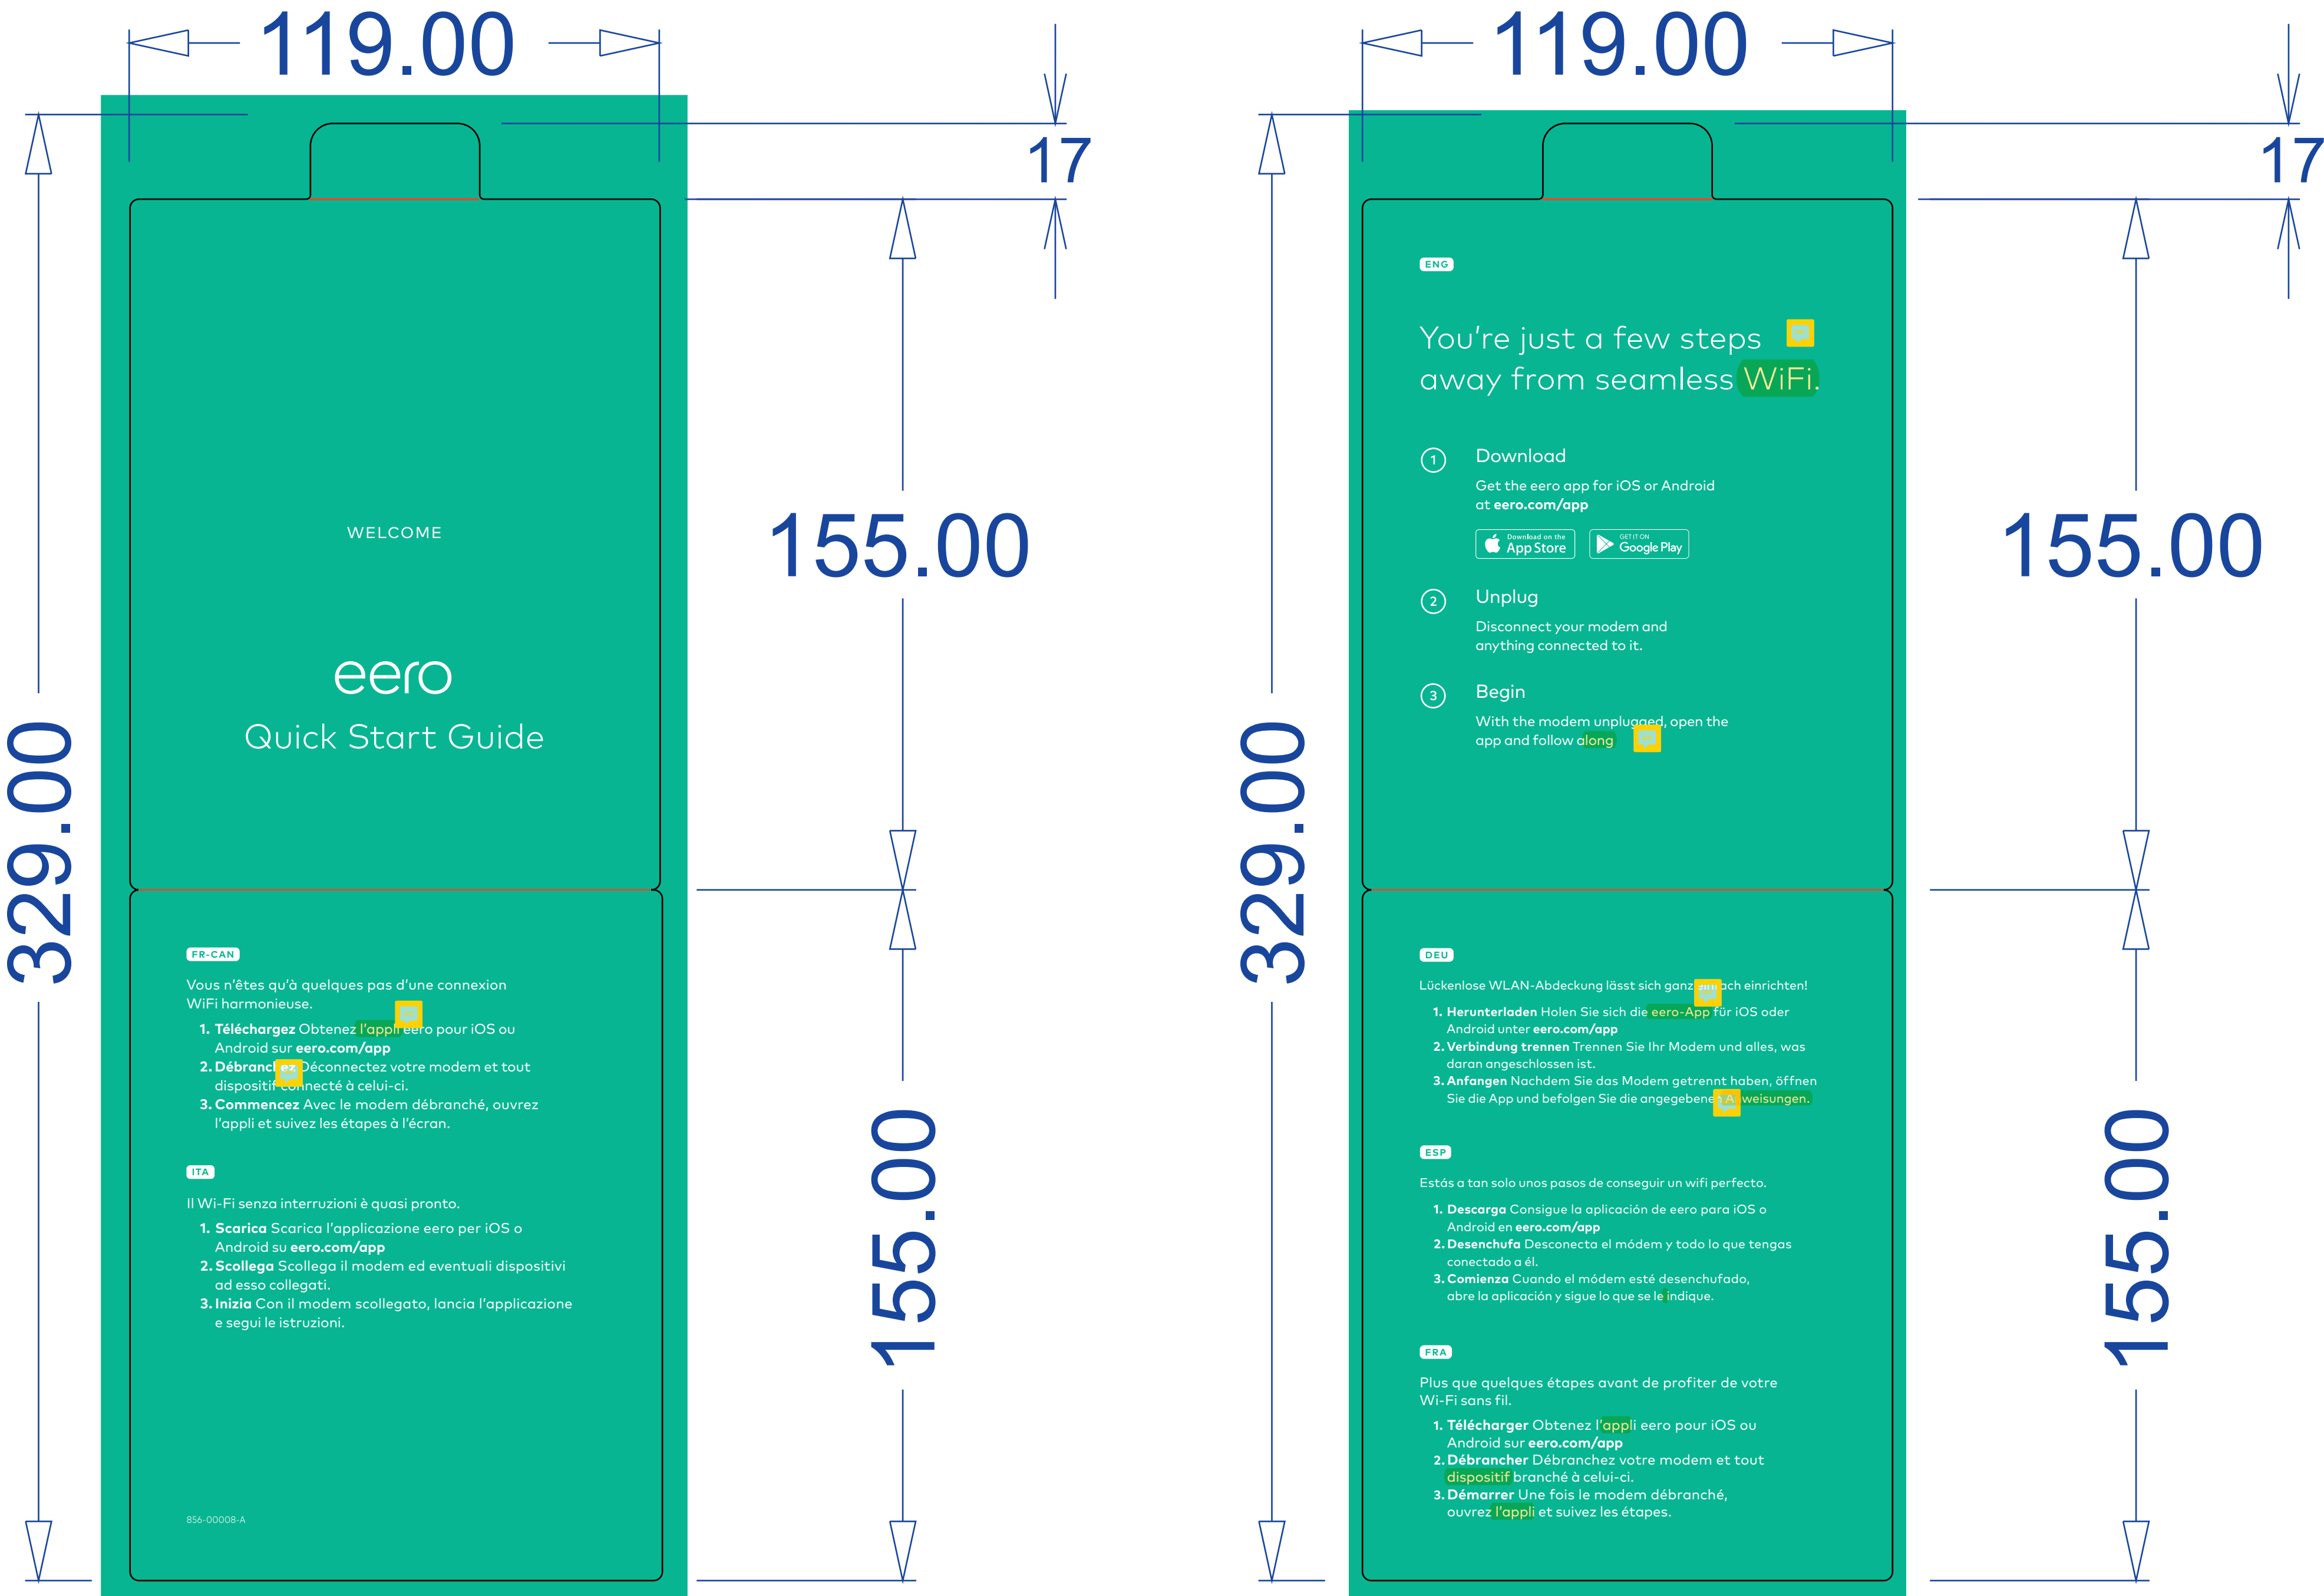 119.00
17
329.00
155.00
WELCOME
eero
Quick Start Guide
155.00
FR-CAN
Vous n'êtes qu'à quelques pas d'une connexion
WiFi harmonieuse.
1. Téléchargez Obtenez l'appli eero pour iOS ou
Android sur eero.com/app
2. Débranchez Déconnectez votre modem et tout
dispositif connecté à celui-ci.
3. Commencez Avec le modem débranché, ouvrez
l'appli et suivez les étapes à l'écran.
ITA
Il Wi-Fi senza interruzioni è quasi pronto.
1. Scarica Scarica l'applicazione eero per iOS o
Android su eero.com/app
2. Scollega Scollega il modem ed eventuali dispositivi
ad esso collegati.
3. Inizia Con il modem scollegato, lancia l'applicazione
e segui le istruzioni.
856-00008-A
119.00
17
329.00
155.00
ENG
You're just a few steps
away from seamless WiFi.
1 Download
Get the eero app for iOS or Android
at eero.com/app
Download on the
App Store
GET IT ON
Google Play
2 Unplug
Disconnect your modem and
anything connected to it.
3 Begin
With the modem unplugged, open the
app and follow along
155.00
DEU
Lückenlose WLAN-Abdeckung lässt sich ganz einfach einrichten!
1. Herunterladen Holen Sie sich die eero-App für iOS oder
Android unter eero.com/app
2. Verbindung trennen Trennen Sie Ihr Modem und alles, was
daran angeschlossen ist.
3. Anfangen Nachdem Sie das Modem getrennt haben, öffnen
Sie die App und befolgen Sie die angegebenen Anweisungen.
ESP
Estás a tan solo unos pasos de conseguir un wifi perfecto.
1. Descarga Consigue la aplicación de eero para iOS o
Android en eero.com/app
2. Desenchufa Desconecta el módem y todo lo que tengas
conectado a él.
3. Comienza Cuando el módem esté desenchufado,
abre la aplicación y sigue lo que se le indique.
FRA
Plus que quelques étapes avant de profiter de votre
Wi-Fi sans fil.
1. Télécharger Obtenez l'appli eero pour iOS ou
Android sur eero.com/app
2. Débrancher Débranchez votre modem et tout
dispositif branché à celui-ci.
3. Démarrer Une fois le modem débranché,
ouvrez l'appli et suivez les étapes.